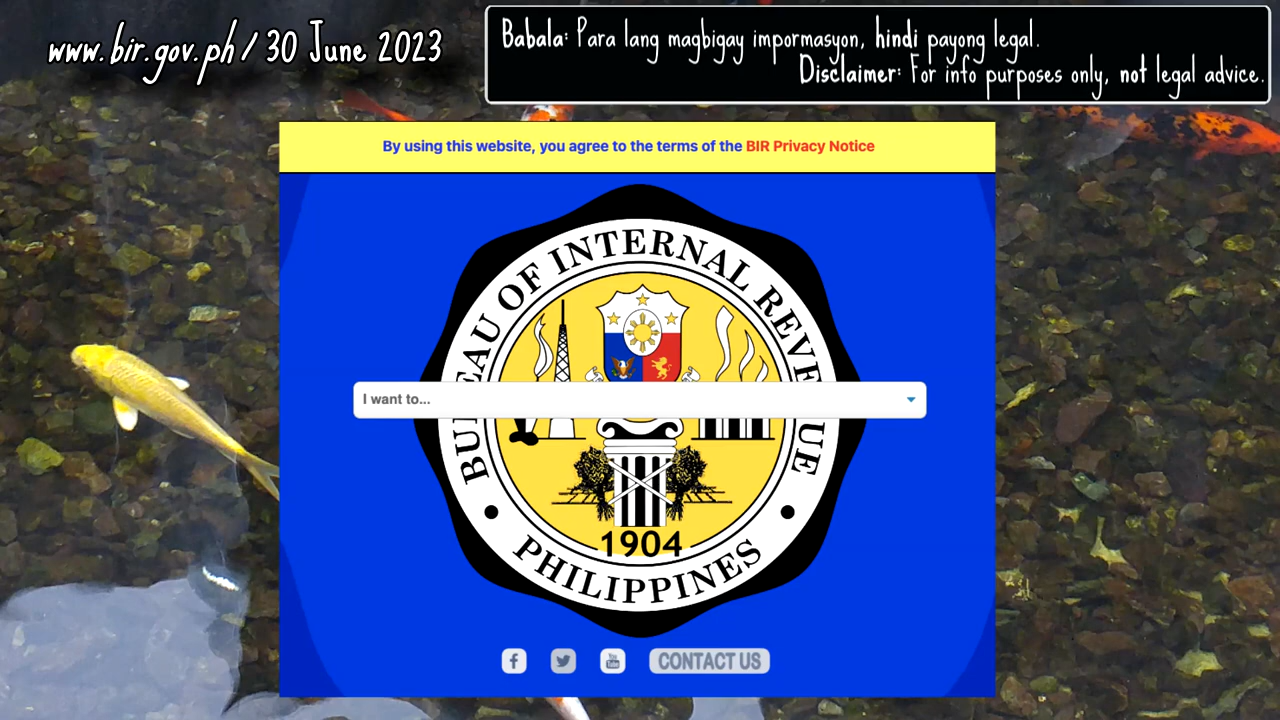 www.bir.gov.ph / 30 June 2023
Babala: Para lang magbigay impormasyon, hindi payong legal.
Disclaimer: For info purposes only, not legal advice.
By using this website, you agree to the terms of the BIR Privacy Notice
BUREAU OF INTERNAL REVENUE
I want to...
1904
PHILIPPINES
You Tube
CONTACT US